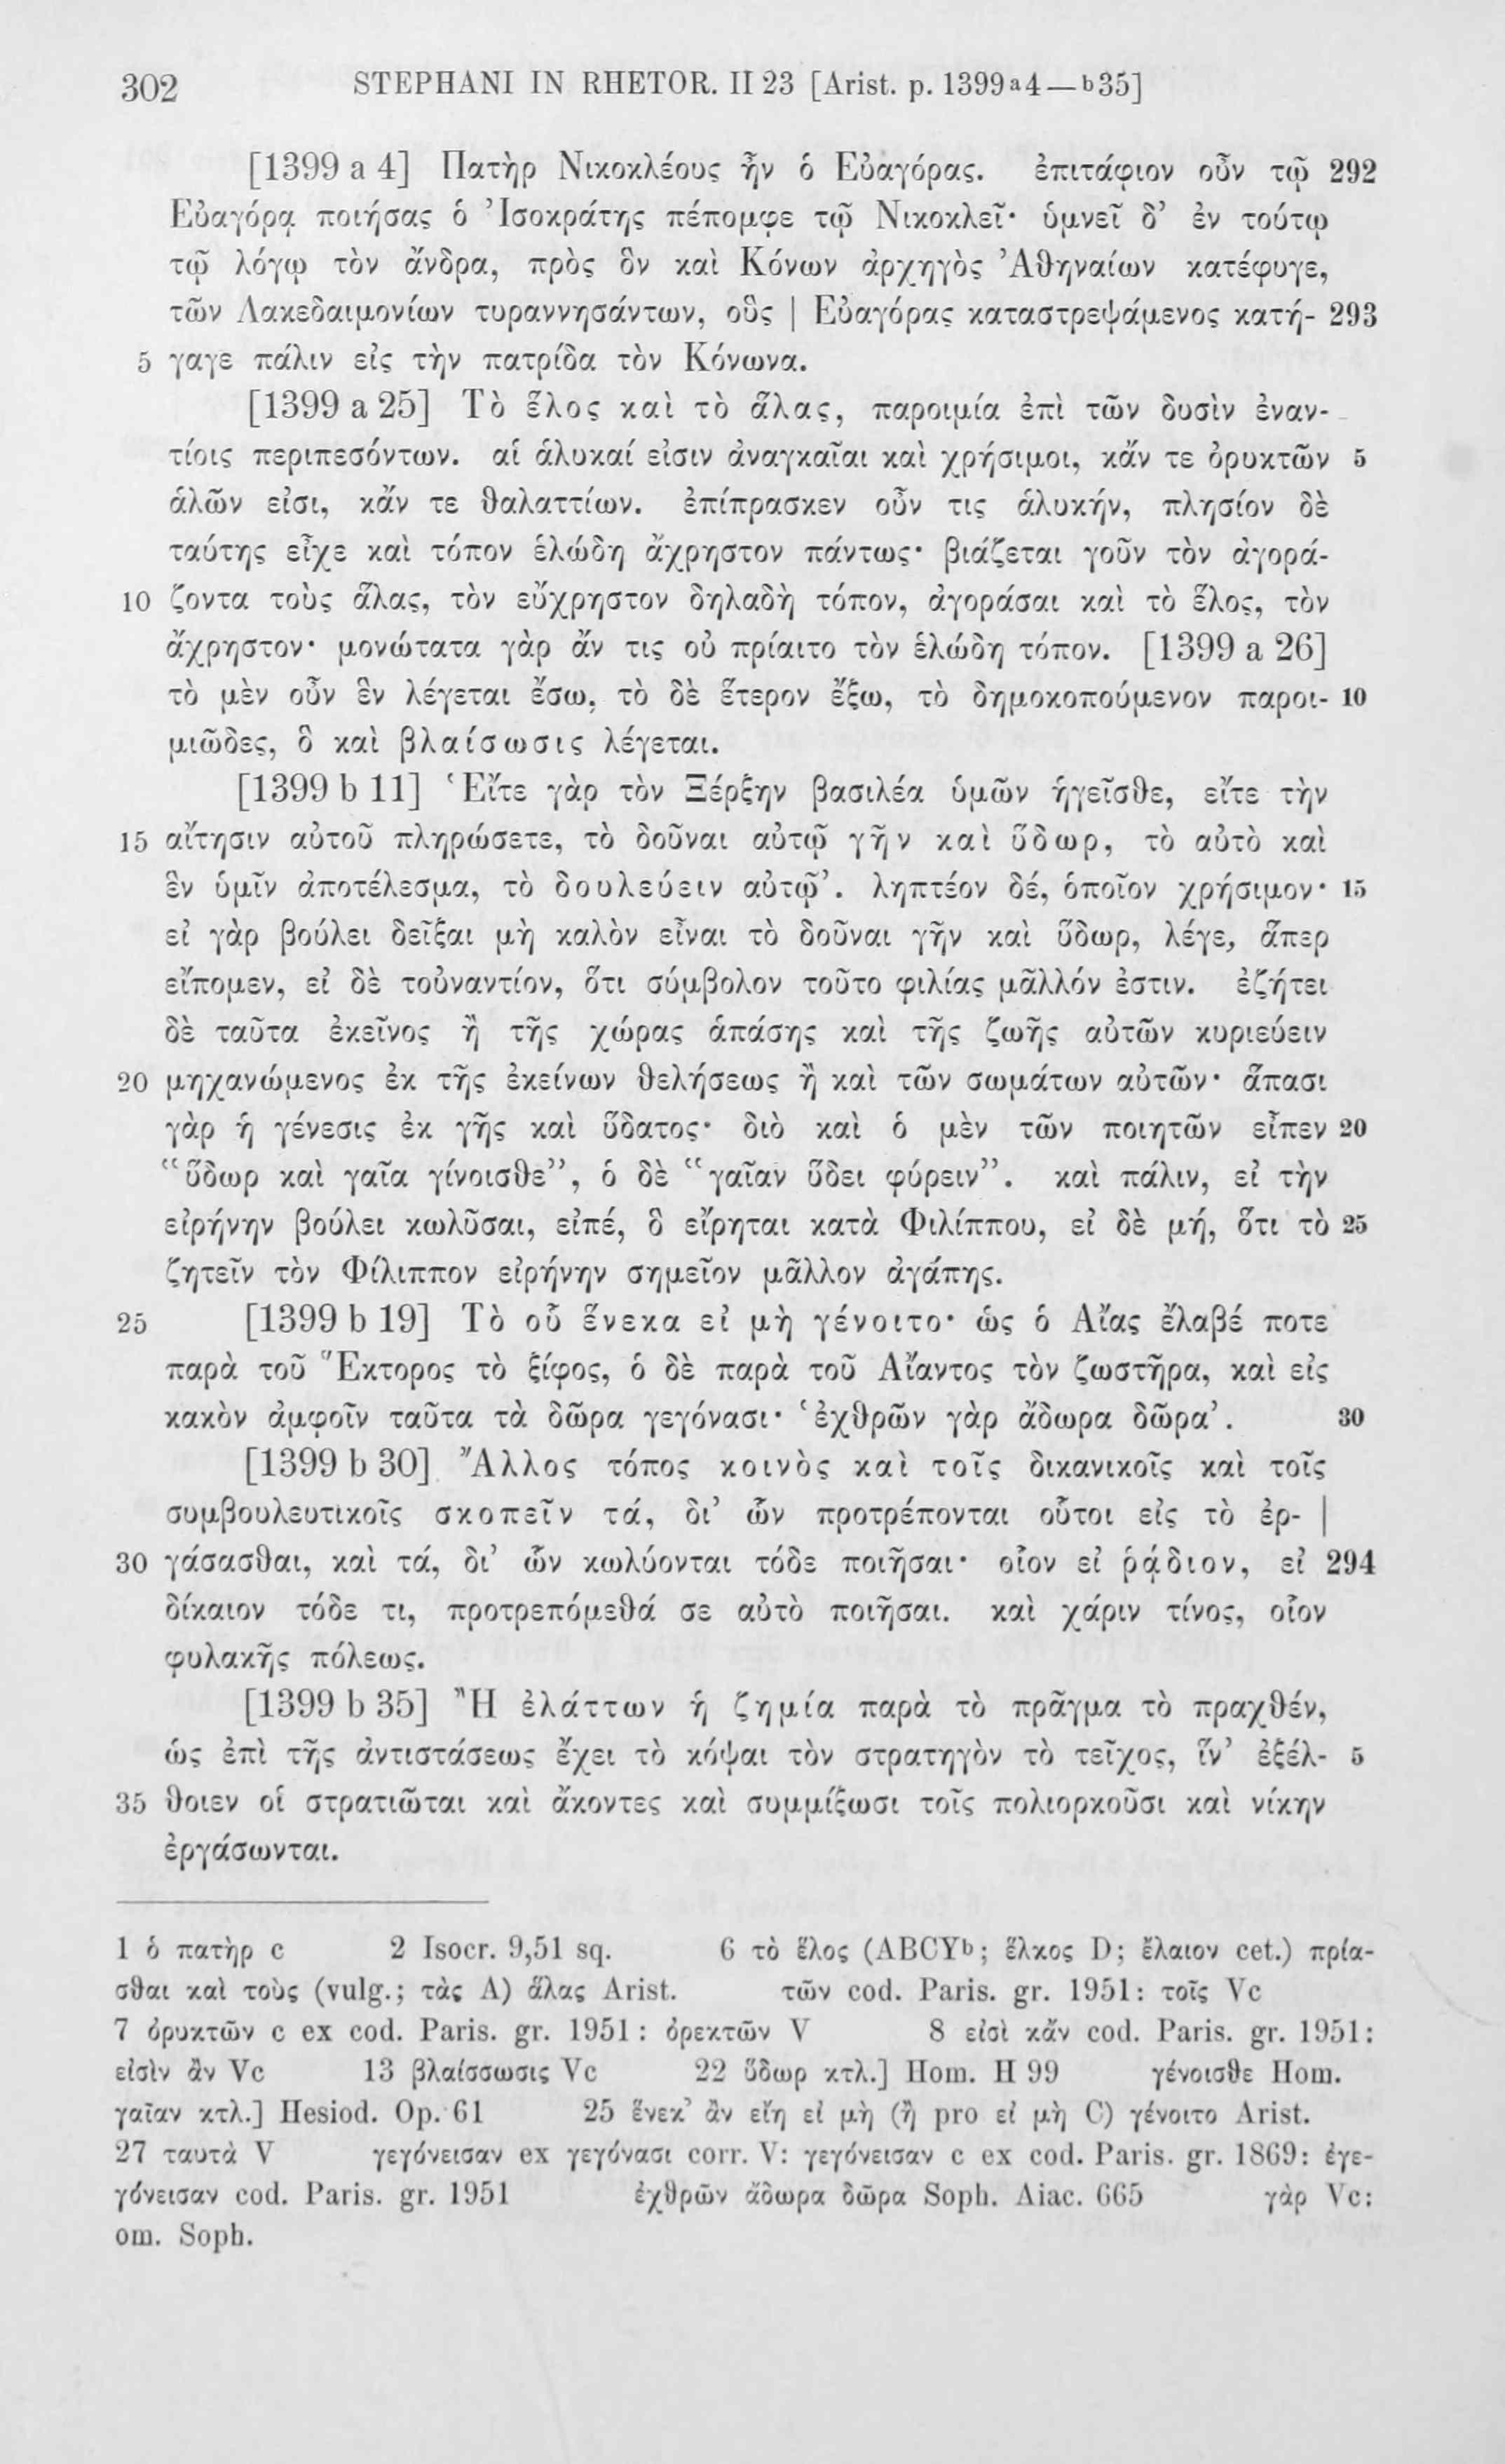 302 STEPHANI IN RHETOR. II 23 [Arist. p. 1399ᵃ4—ᵇ35]
[1399 a 4] Πατὴρ Νικοκλέους ἦν ὁ Εὐαγόρας. ἐπιτάφιον οὖν τῷ 292
Εὐαγόρᾳ ποιήσας ὁ Ἰσοκράτης πέπομφε τῷ Νικοκλεῖ· ὑμνεῖ δ’ ἐν τούτῳ
τῷ λόγῳ τὸν ἄνδρα, πρὸς ὃν καὶ Κόνων ἀρχηγὸς Ἀθηναίων κατέφυγε,
τῶν Λακεδαιμονίων τυραννησάντων, οὓς | Εὐαγόρας καταστρεψάμενος κατή- 293
5 γαγε πάλιν εἰς τὴν πατρίδα τὸν Κόνωνα.
[1399 a 25] Τὸ ἕλος καὶ τὸ ἅλας, παροιμία ἐπὶ τῶν δυσὶν ἐναν-
τίοις περιπεσόντων. αἱ ἁλυκαί εἰσιν ἀναγκαῖαι καὶ χρήσιμοι, κἄν τε ὀρυκτῶν 5
ἁλῶν εἰσι, κἄν τε θαλαττίων. ἐπίπρασκεν οὖν τις ἁλυκήν, πλησίον δὲ
ταύτης εἶχε καὶ τόπον ἑλώδη ἄχρηστον πάντως· βιάζεται γοῦν τὸν ἀγορά-
10 ζοντα τοὺς ἅλας, τὸν εὔχρηστον δηλαδὴ τόπον, ἀγοράσαι καὶ τὸ ἕλος, τὸν
ἄχρηστον· μονώτατα γὰρ ἄν τις οὐ πρίαιτο τὸν ἑλώδη τόπον. [1399 a 26]
τὸ μὲν οὖν ἓν λέγεται ἔσω, τὸ δὲ ἕτερον ἔξω, τὸ δημοκοπούμενον παροι- 10
μιῶδες, ὃ καὶ βλαίσωσις λέγεται.
[1399 b 11] ‘Εἴτε γὰρ τὸν Ξέρξην βασιλέα ὑμῶν ἡγεῖσθε, εἴτε τὴν
15 αἴτησιν αὐτοῦ πληρώσετε, τὸ δοῦναι αὐτῷ γῆν καὶ ὕδωρ, τὸ αὐτὸ καὶ
ἓν ὑμῖν ἀποτέλεσμα, τὸ δουλεύειν αὐτῷ’. ληπτέον δέ, ὁποῖον χρήσιμον· 15
εἰ γὰρ βούλει δεῖξαι μὴ καλὸν εἶναι τὸ δοῦναι γῆν καὶ ὕδωρ, λέγε, ἅπερ
εἴπομεν, εἰ δὲ τοὐναντίον, ὅτι σύμβολον τοῦτο φιλίας μᾶλλόν ἐστιν. ἐζήτει
δὲ ταῦτα ἐκεῖνος ἢ τῆς χώρας ἁπάσης καὶ τῆς ζωῆς αὐτῶν κυριεύειν
20 μηχανώμενος ἐκ τῆς ἐκείνων θελήσεως ἢ καὶ τῶν σωμάτων αὐτῶν· ἅπασι
γὰρ ἡ γένεσις ἐκ γῆς καὶ ὕδατος· διὸ καὶ ὁ μὲν τῶν ποιητῶν εἶπεν 20
“ὕδωρ καὶ γαῖα γίνοισθε”, ὁ δὲ “γαῖαν ὕδει φύρειν”. καὶ πάλιν, εἰ τὴν
εἰρήνην βούλει κωλῦσαι, εἰπέ, ὃ εἴρηται κατὰ Φιλίππου, εἰ δὲ μή, ὅτι τὸ 25
ζητεῖν τὸν Φίλιππον εἰρήνην σημεῖον μᾶλλον ἀγάπης.
25 [1399 b 19] Τὸ οὗ ἕνεκα εἰ μὴ γένοιτο· ὡς ὁ Αἴας ἔλαβέ ποτε
παρὰ τοῦ Ἕκτορος τὸ ξίφος, ὁ δὲ παρὰ τοῦ Αἴαντος τὸν ζωστῆρα, καὶ εἰς
κακὸν ἀμφοῖν ταῦτα τὰ δῶρα γεγόνασι· ‘ἐχθρῶν γὰρ ἄδωρα δῶρα’. 30
[1399 b 30] Ἄλλος τόπος κοινὸς καὶ τοῖς δικανικοῖς καὶ τοῖς
συμβουλευτικοῖς σκοπεῖν τά, δι’ ὧν προτρέπονται οὗτοι εἰς τὸ ἐρ- |
30 γάσασθαι, καὶ τά, δι’ ὧν κωλύονται τόδε ποιῆσαι· οἷον εἰ ῥᾴδιον, εἰ 294
δίκαιον τόδε τι, προτρεπόμεθά σε αὐτὸ ποιῆσαι. καὶ χάριν τίνος, οἷον
φυλακῆς πόλεως.
[1399 b 35] Ἢ ἐλάττων ἡ ζημία παρὰ τὸ πρᾶγμα τὸ πραχθέν,
ὡς ἐπὶ τῆς ἀντιστάσεως ἔχει τὸ κόψαι τὸν στρατηγὸν τὸ τεῖχος, ἵν’ ἐξέλ- 5
35 θοιεν οἱ στρατιῶται καὶ ἄκοντες καὶ συμμίξωσι τοῖς πολιορκοῦσι καὶ νίκην
ἐργάσωνται.
1 ὁ πατὴρ c 2 Isocr. 9,51 sq. 6 τὸ ἕλος (ABCYᵇ; ἕλκος D; ἔλαιον cet.) πρία-
σθαι καὶ τοὺς (vulg.; τὰς A) ἅλας Arist. τῶν cod. Paris. gr. 1951: τοῖς Vc
7 ὀρυκτῶν c ex cod. Paris. gr. 1951: ὀρεκτῶν V 8 εἰσὶ κἄν cod. Paris. gr. 1951:
εἰσὶν ἂν Vc 13 βλαίσσωσις Vc 22 ὕδωρ κτλ.] Hom. H 99 γένοισθε Hom.
γαῖαν κτλ.] Hesiod. Op. 61 25 ἕνεκ’ ἂν εἴη εἰ μὴ (ἢ pro εἰ μὴ C) γένοιτο Arist.
27 ταυτὰ V γεγόνεισαν ex γεγόνασι corr. V: γεγόνεισαν c ex cod. Paris. gr. 1869: ἐγε-
γόνεισαν cod. Paris. gr. 1951 ἐχθρῶν ἄδωρα δῶρα Soph. Aiac. 665 γὰρ Vc:
om. Soph.